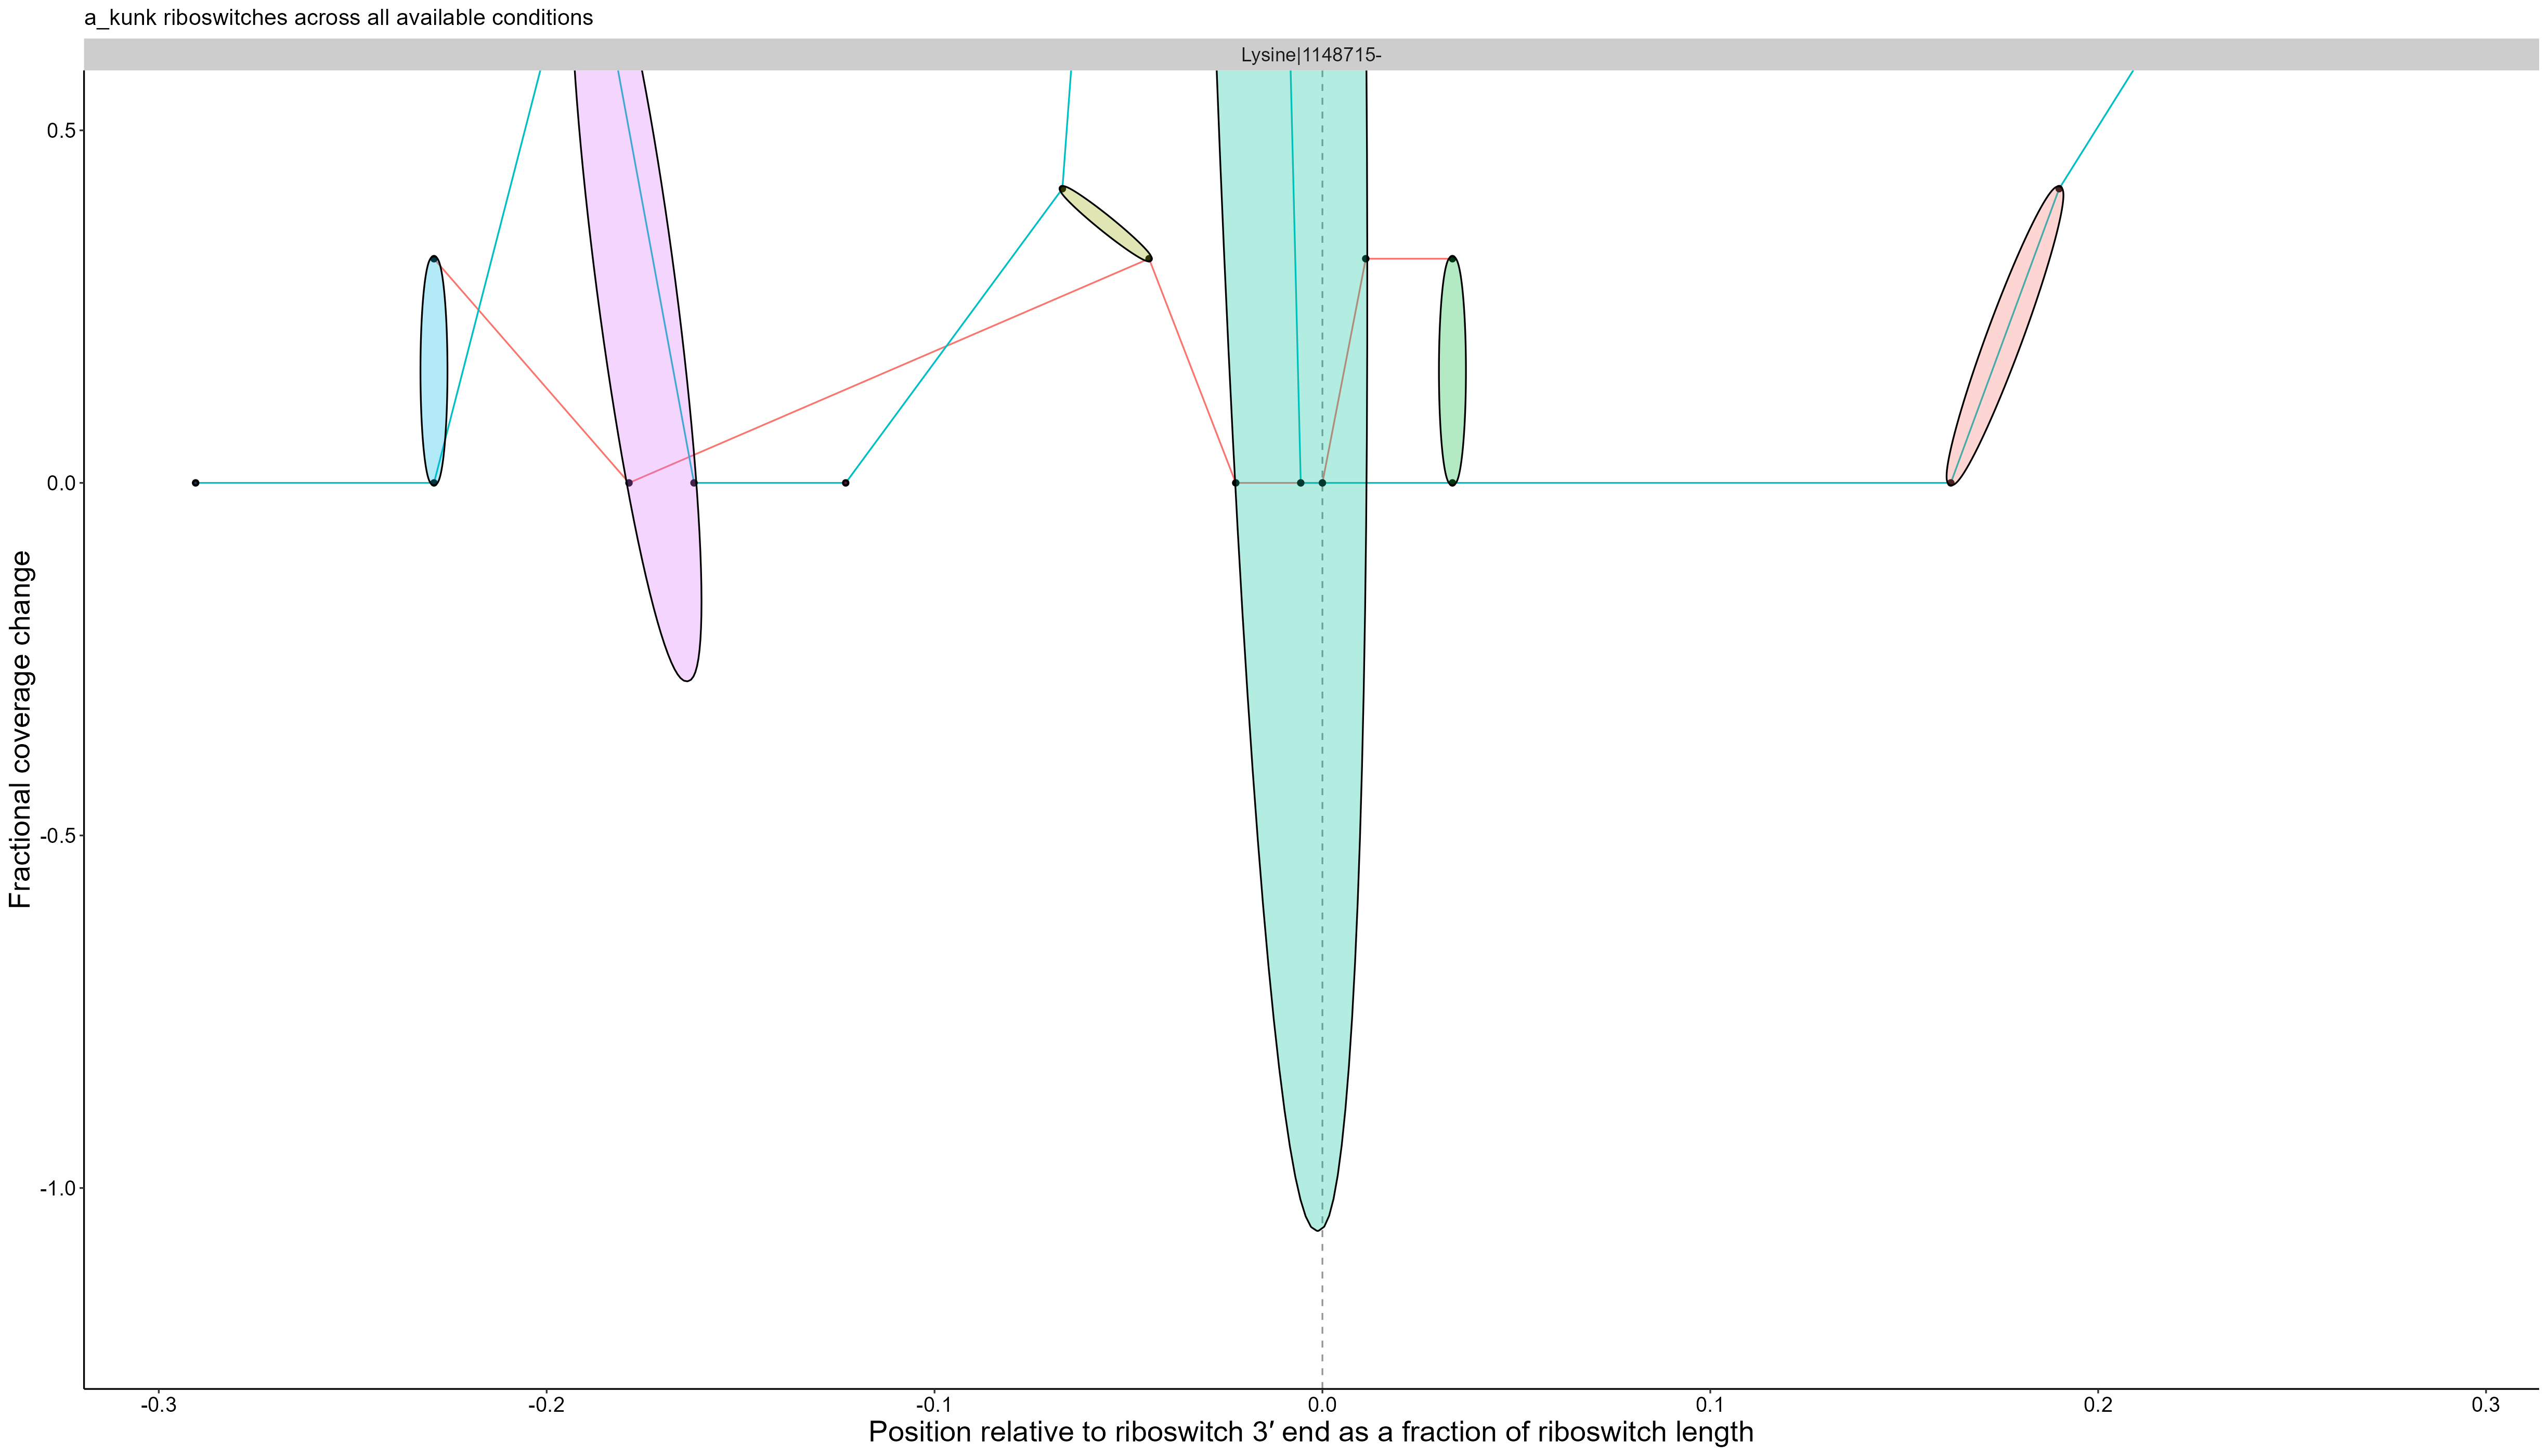 a_kunk riboswitches across all available conditions
Lysine|1148715-
Fractional coverage change
0.5
0.0
-0.5
-1.0
-0.3
-0.2
-0.1
0.0
0.1
0.2
0.3
Position relative to riboswitch 3′ end as a fraction of riboswitch length